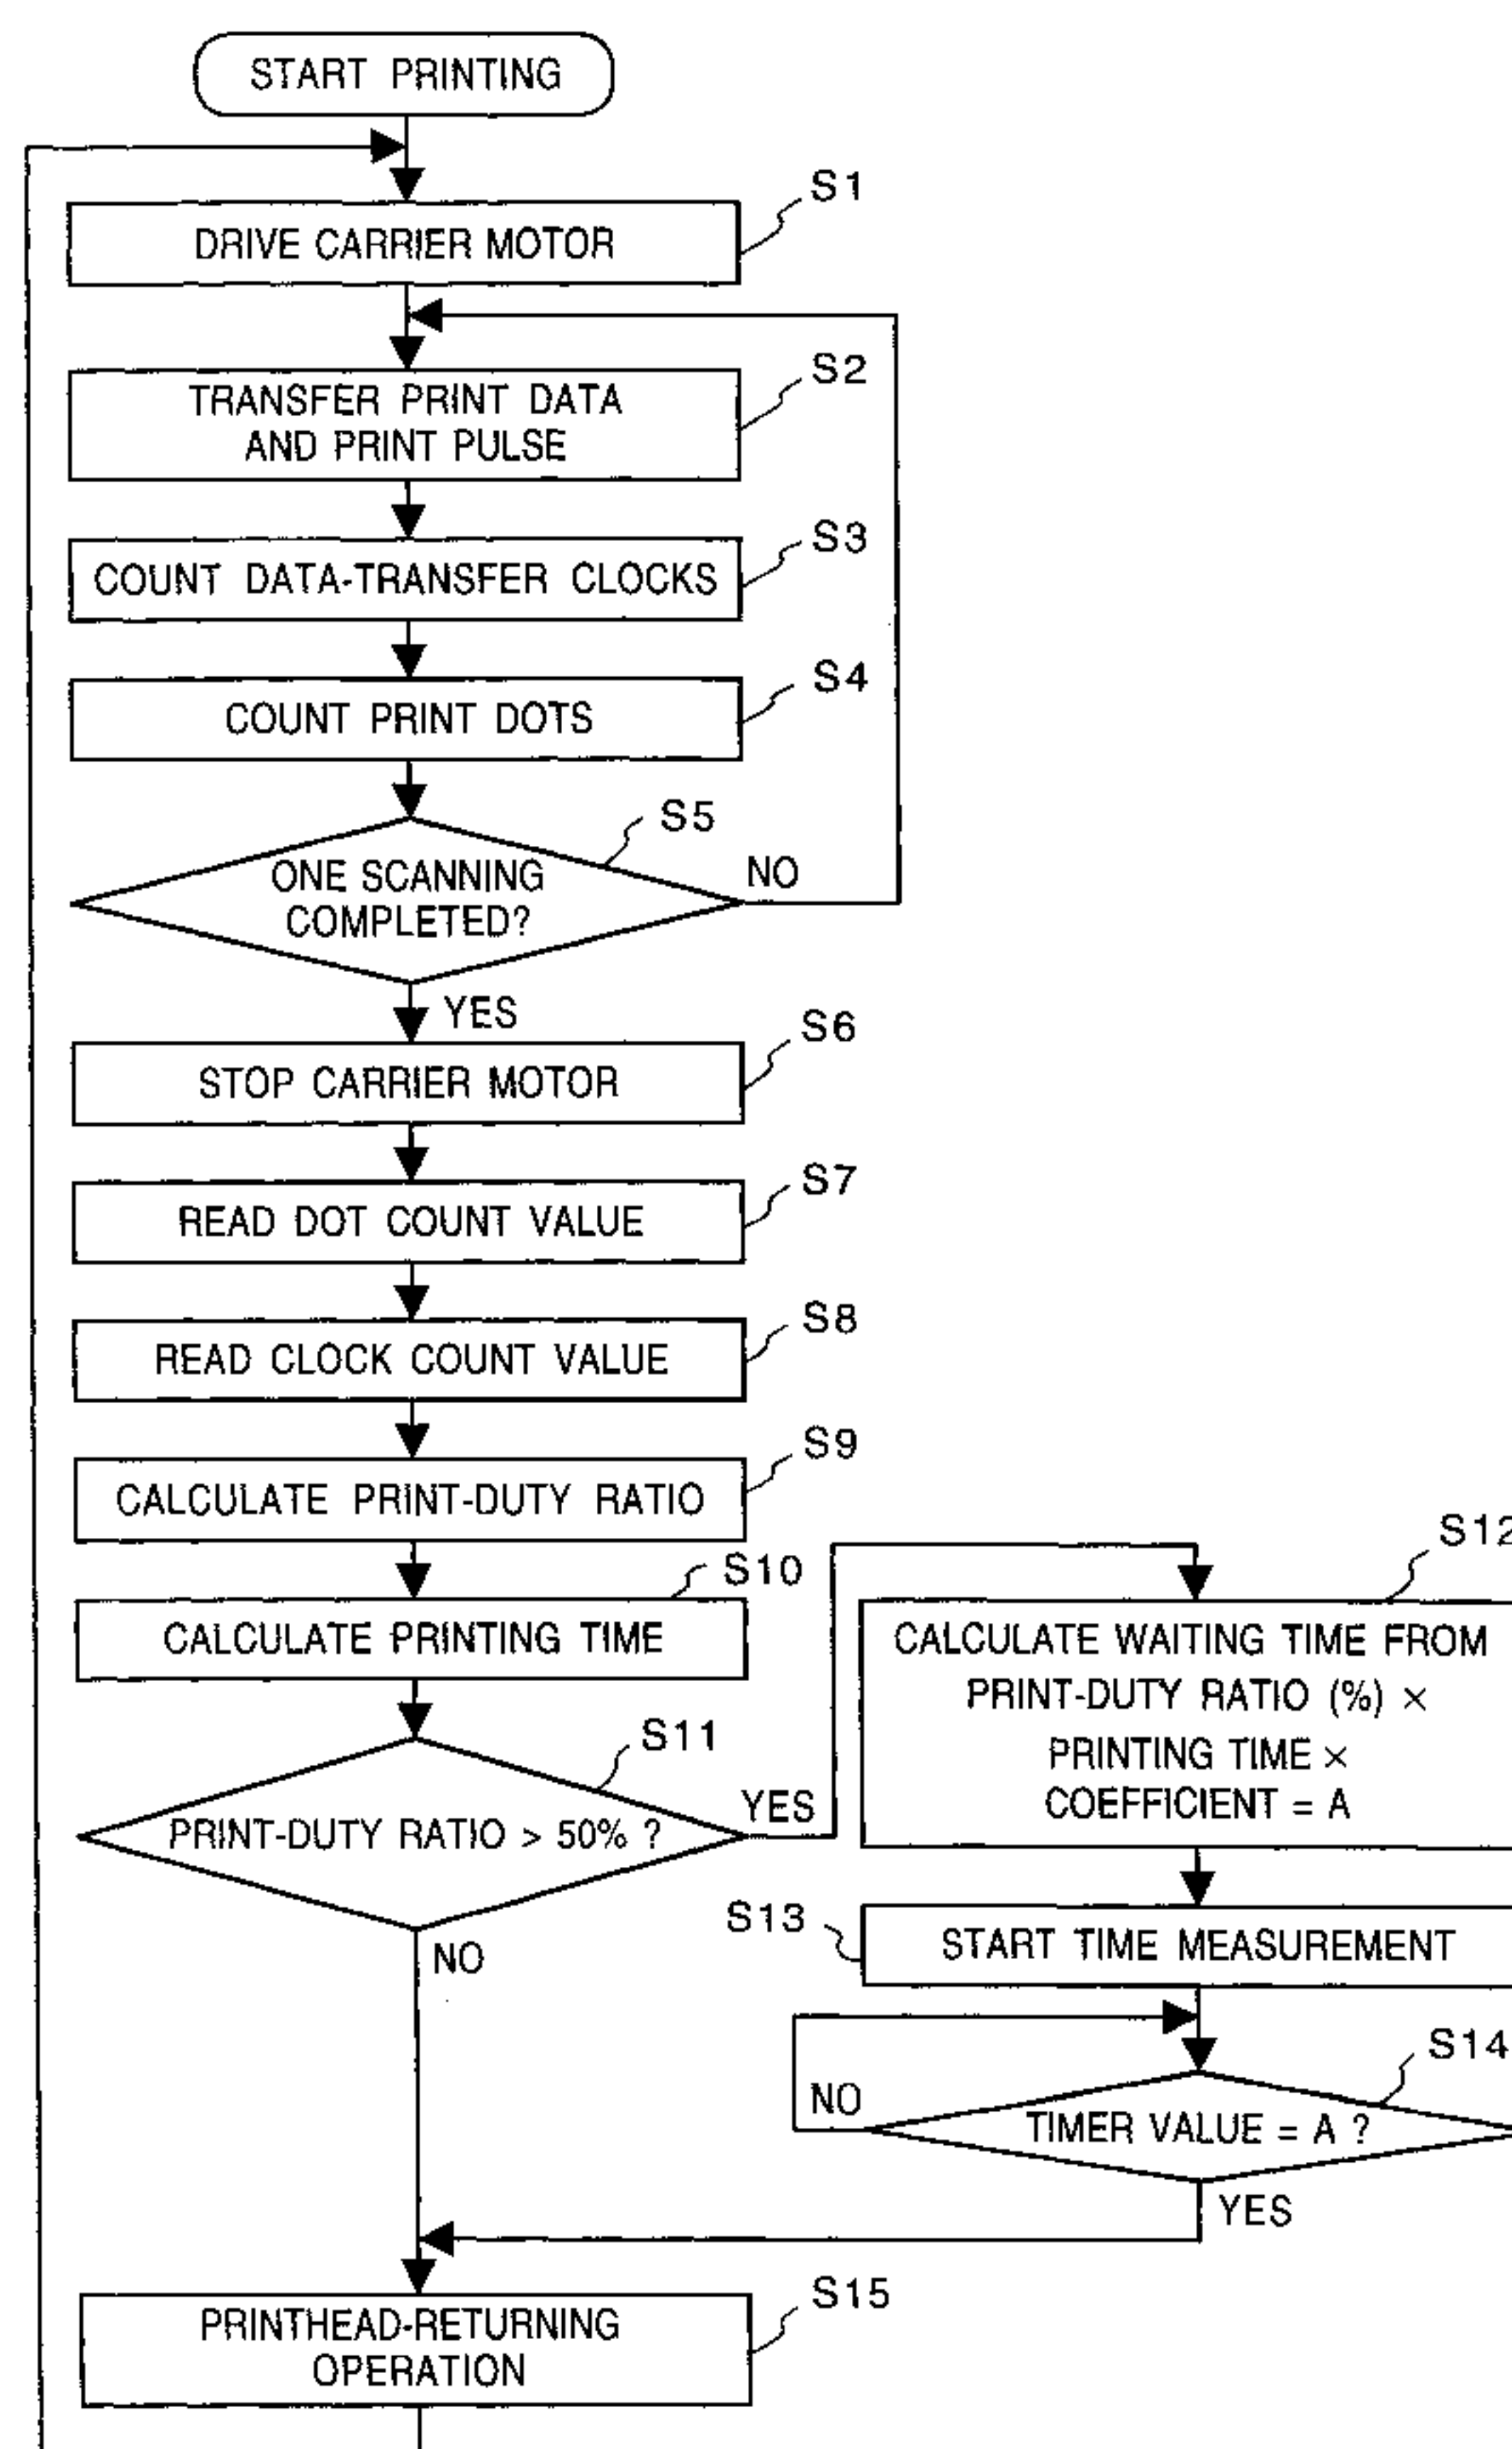 START PRINTING
S1
DRIVE CARRIER MOTOR
S2
TRANSFER PRINT DATA
AND PRINT PULSE
S3
COUNT DATA-TRANSFER CLOCKS
S4
COUNT PRINT DOTS
S5
ONE SCANNING
COMPLETED?
NO
YES
S6
STOP CARRIER MOTOR
S7
READ DOT COUNT VALUE
S8
READ CLOCK COUNT VALUE
S9
CALCULATE PRINT-DUTY RATIO
S10
CALCULATE PRINTING TIME
S11
PRINT-DUTY RATIO > 50% ?
YES
NO
S12
CALCULATE WAITING TIME FROM
PRINT-DUTY RATIO (%) ×
PRINTING TIME ×
COEFFICIENT = A
S13
START TIME MEASUREMENT
S14
TIMER VALUE = A ?
NO
YES
S15
PRINTHEAD-RETURNING
OPERATION